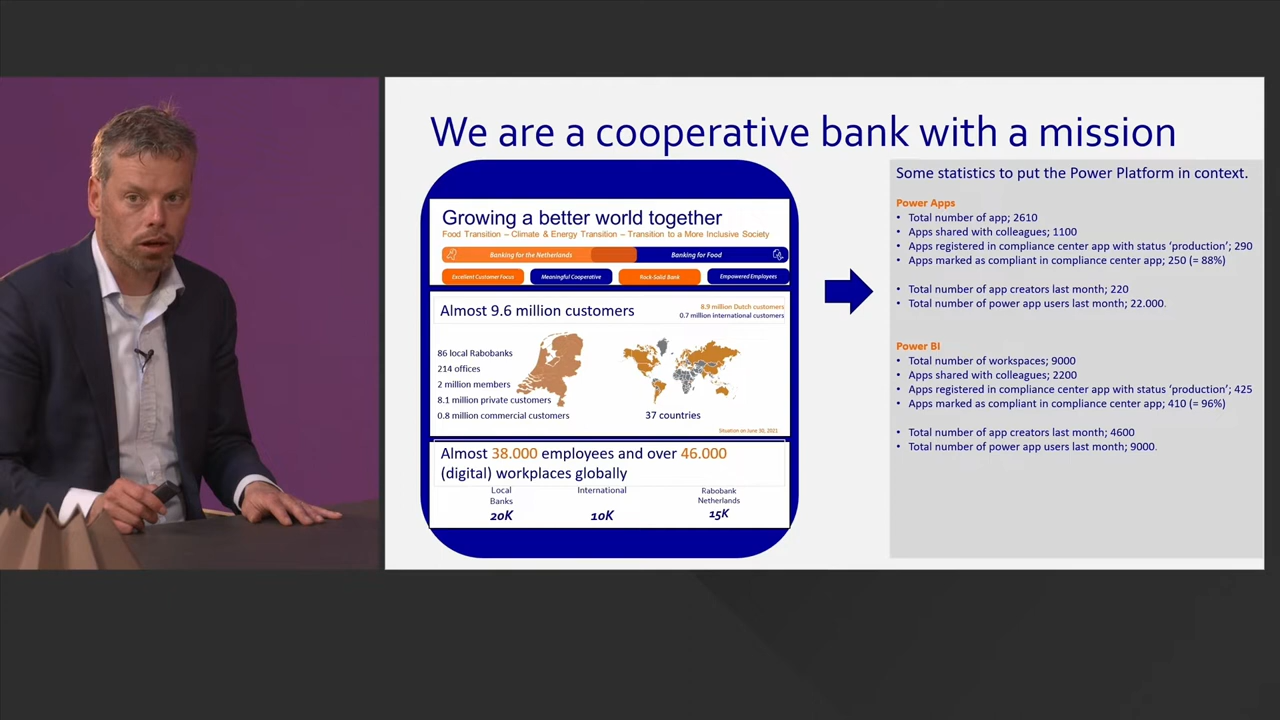 We are a cooperative bank with a mission
Growing a better world together
Food Transition – Climate & Energy Transition – Transition to a More Inclusive Society
Banking for the Netherlands
Banking for Food
Excellent Customer Focus
Meaningful Cooperative
Rock-Solid Bank
Empowered Employees
Almost 9.6 million customers
8.9 million Dutch customers
0.7 million international customers
86 local Rabobanks
214 offices
2 million members
8.1 million private customers
0.8 million commercial customers
37 countries
Situation on June 30, 2021
Almost 38.000 employees and over 46.000
(digital) workplaces globally
Local
Banks
20K
International
10K
Rabobank
Netherlands
15K
Some statistics to put the Power Platform in context.
Power Apps
• Total number of app; 2610
• Apps shared with colleagues; 1100
• Apps registered in compliance center app with status ‘production’; 290
• Apps marked as compliant in compliance center app; 250 (= 88%)
• Total number of app creators last month; 220
• Total number of power app users last month; 22.000.
Power BI
• Total number of workspaces; 9000
• Apps shared with colleagues; 2200
• Apps registered in compliance center app with status ‘production’; 425
• Apps marked as compliant in compliance center app; 410 (= 96%)
• Total number of app creators last month; 4600
• Total number of power app users last month; 9000.